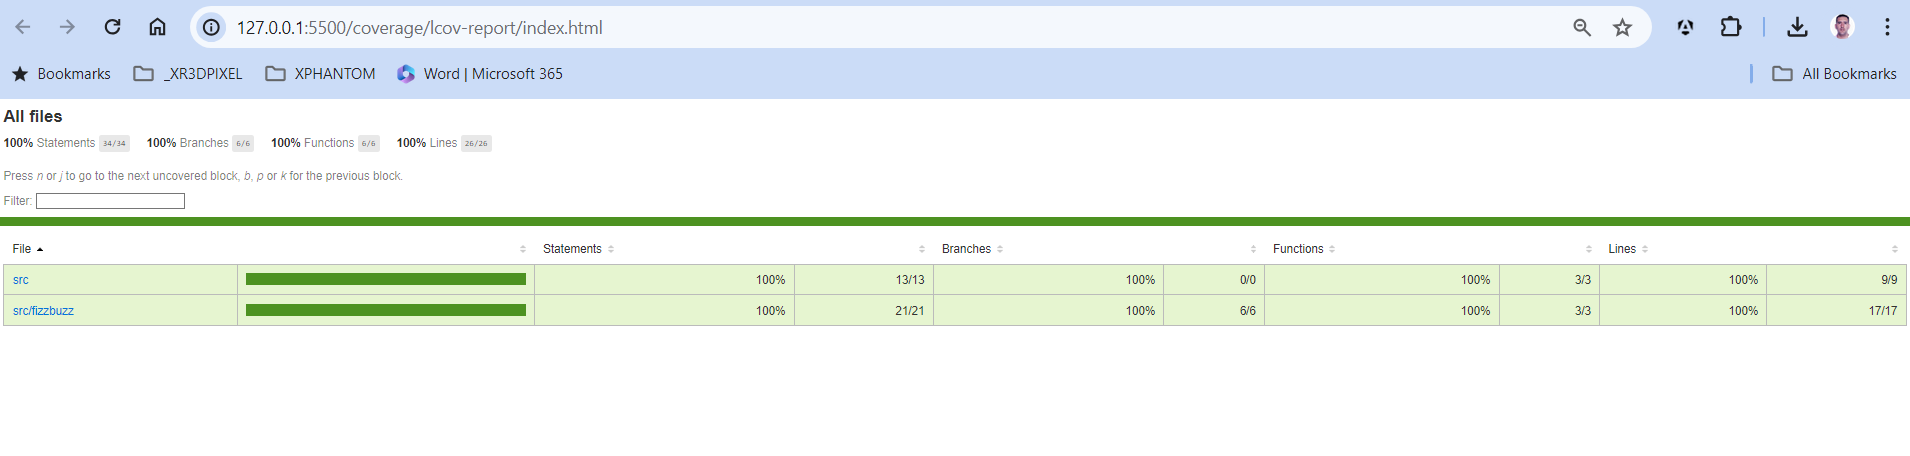 127.0.0.1:5500/coverage/lcov-report/index.html
Bookmarks _XR3DPIXEL XPHANTOM Word | Microsoft 365 All Bookmarks
All files
100% Statements 34/34 100% Branches 6/6 100% Functions 6/6 100% Lines 26/26
Press n or j to go to the next uncovered block, b, p or k for the previous block.
Filter:
File Statements Branches Functions Lines
src 100% 13/13 100% 0/0 100% 3/3 100% 9/9
src/fizzbuzz 100% 21/21 100% 6/6 100% 3/3 100% 17/17